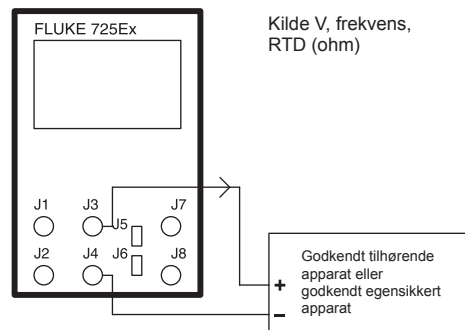 FLUKE 725Ex
Kilde V, frekvens,
RTD (ohm)
J1
J3
J5
J7
J2
J4
J6
J8
Godkendt tilhørende
apparat eller
godkendt egensikkert
apparat
+
–